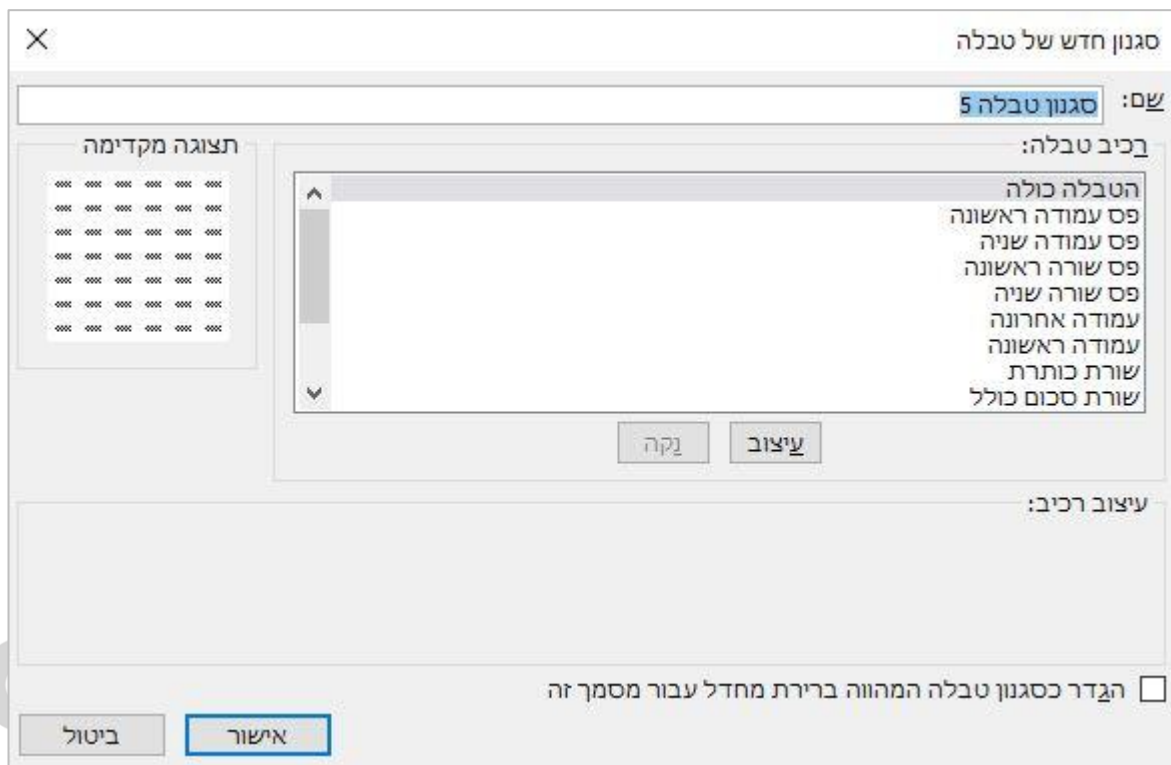 סגנון חדש של טבלה
שם:
סגנון טבלה 5
רכיב טבלה:
הטבלה כולה
פס עמודה ראשונה
פס עמודה שניה
פס שורה ראשונה
פס שורה שניה
עמודה אחרונה
עמודה ראשונה
שורת כותרת
שורת סכום כולל
עיצוב
נקה
תצוגה מקדימה
עיצוב רכיב:
הגדר כסגנון טבלה המהווה ברירת מחדל עבור מסמך זה
אישור
ביטול